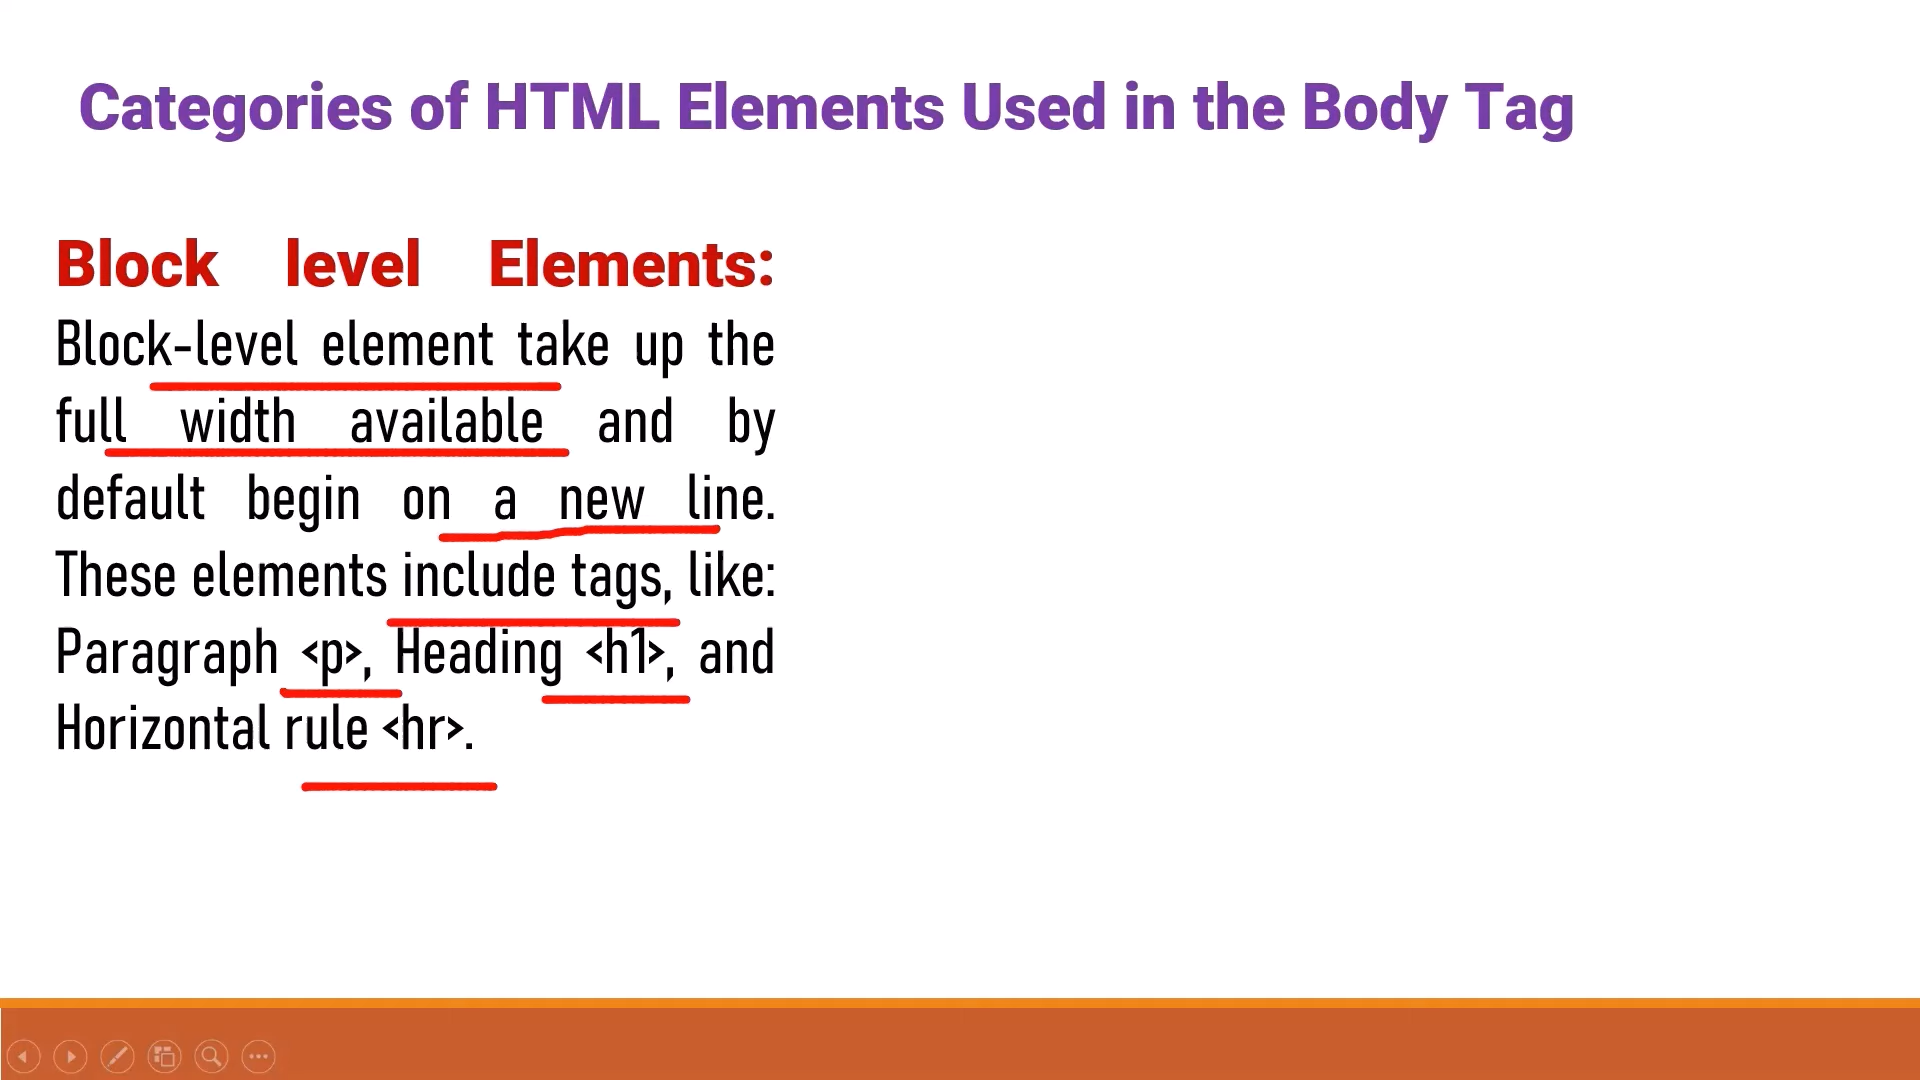 Categories of HTML Elements Used in the Body Tag
Block level Elements:
Block-level element take up the
full width available and by
default begin on a new line.
These elements include tags, like:
Paragraph <p>, Heading <h1>, and
Horizontal rule <hr>.